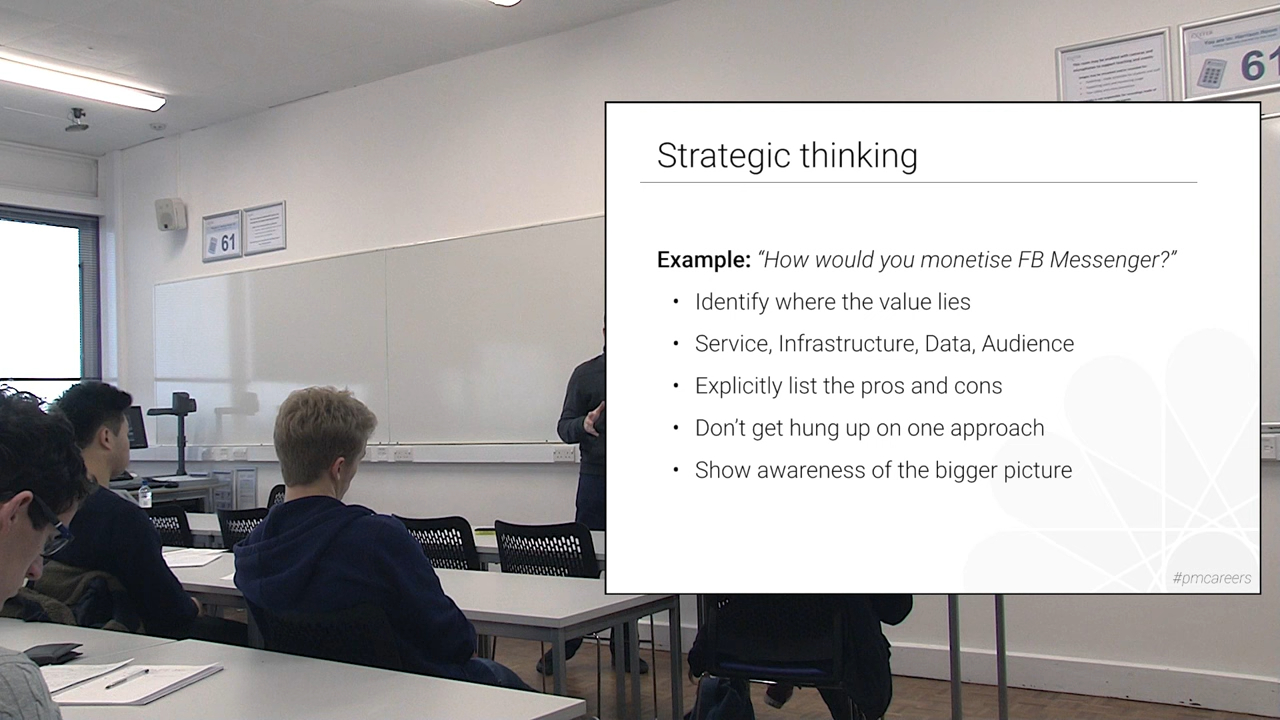 61
61
Strategic thinking
Example: “How would you monetise FB Messenger?”
• Identify where the value lies
• Service, Infrastructure, Data, Audience
• Explicitly list the pros and cons
• Don’t get hung up on one approach
• Show awareness of the bigger picture
#pmcareers